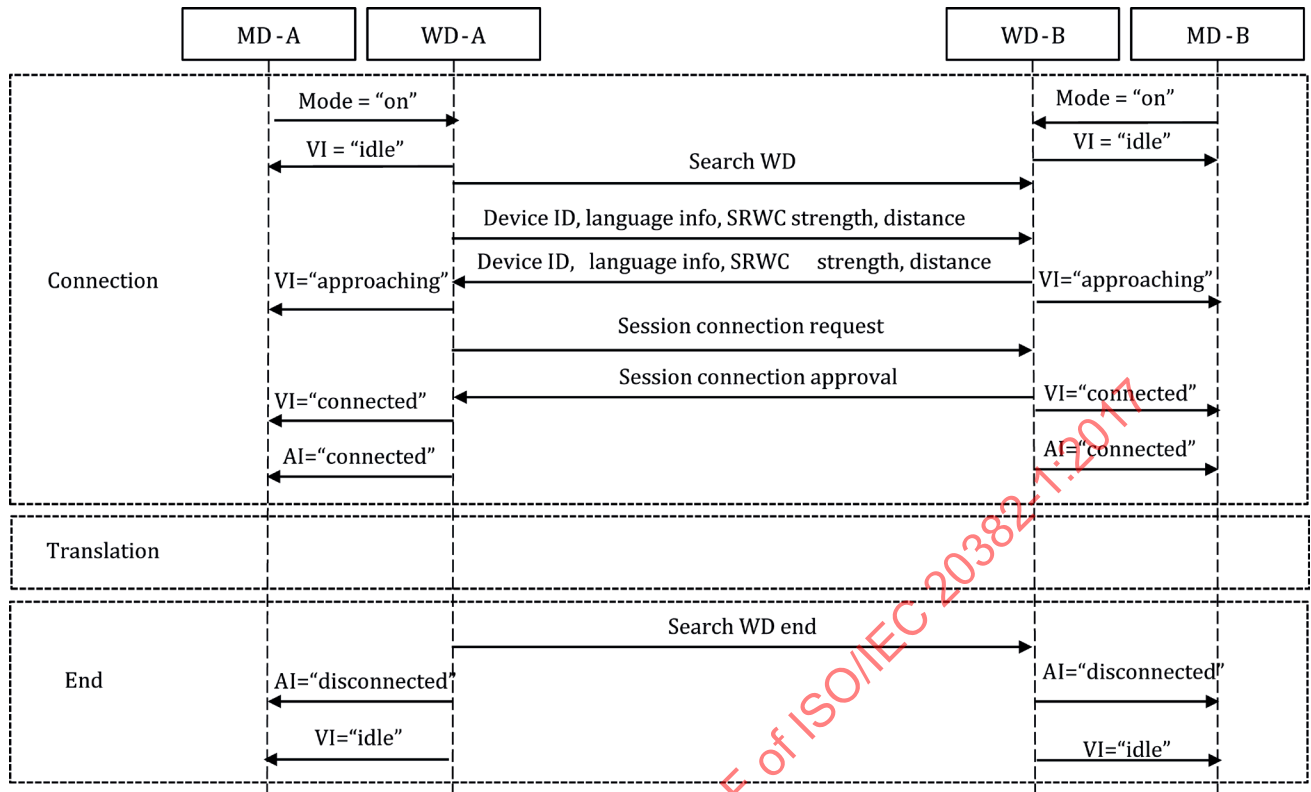 MD-A
WD-A
WD-B
MD-B
Mode = “on”
Mode = “on”
VI = “idle”
VI = “idle”
Search WD
Device ID, language info, SRWC strength, distance
Device ID, language info, SRWC strength, distance
Connection
VI=“approaching”
VI=“approaching”
Session connection request
Session connection approval
VI=“connected”
VI=“connected”
AI=“connected”
AI=“connected”
Translation
Search WD end
End
AI=“disconnected”
AI=“disconnected”
VI=“idle”
VI=“idle”
of ISO/IEC 20382-1:2017